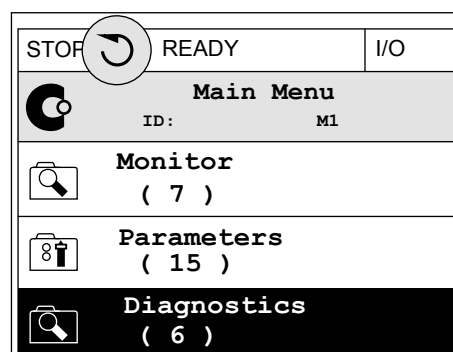 STOP READY I/O
Main Menu
ID: M1
Monitor
( 7 )
Parameters
( 15 )
Diagnostics
( 6 )